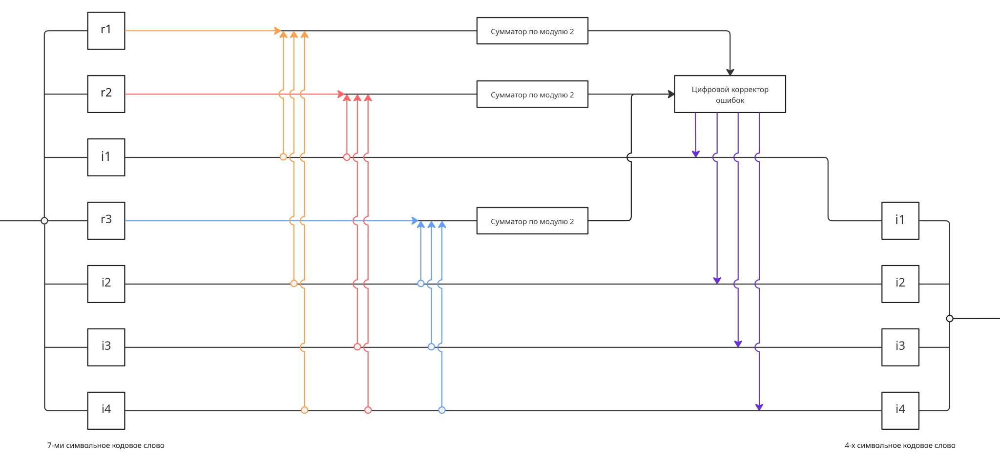 r1
Сумматор по модулю 2
r2
Сумматор по модулю 2
Цифровой корректор
ошибок
i1
r3
Сумматор по модулю 2
i1
i2
i2
i3
i3
i4
i4
7-ми символьное кодовое слово
4-х символьное кодовое слово